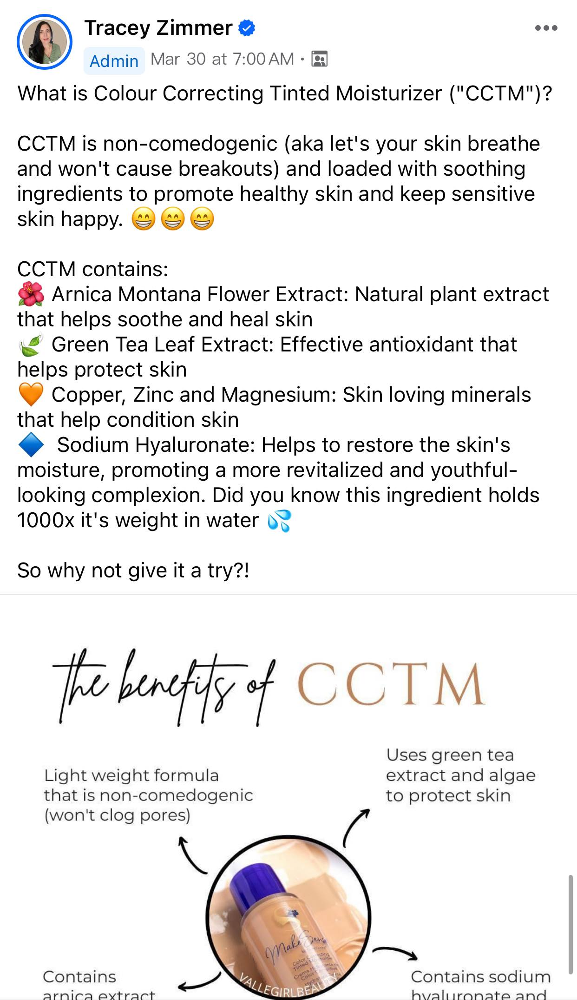 Tracey Zimmer
Admin Mar 30 at 7:00 AM ·
What is Colour Correcting Tinted Moisturizer ("CCTM")?
CCTM is non-comedogenic (aka let's your skin breathe
and won't cause breakouts) and loaded with soothing
ingredients to promote healthy skin and keep sensitive
skin happy. 😁😁😁
CCTM contains:
🌺 Arnica Montana Flower Extract: Natural plant extract
that helps soothe and heal skin
🍃 Green Tea Leaf Extract: Effective antioxidant that
helps protect skin
🧡 Copper, Zinc and Magnesium: Skin loving minerals
that help condition skin
🔷 Sodium Hyaluronate: Helps to restore the skin's
moisture, promoting a more revitalized and youthful-
looking complexion. Did you know this ingredient holds
1000x it's weight in water 💦
So why not give it a try?!
the benefits of CCTM
Uses green tea
extract and algae
to protect skin
Light weight formula
that is non-comedogenic
(won't clog pores)
Make Sens
Color Correcting
Tinted
Crema
Color
VALLEGIRLBEAUTY
Contains
arnica extract
Contains sodium
hyaluronate and